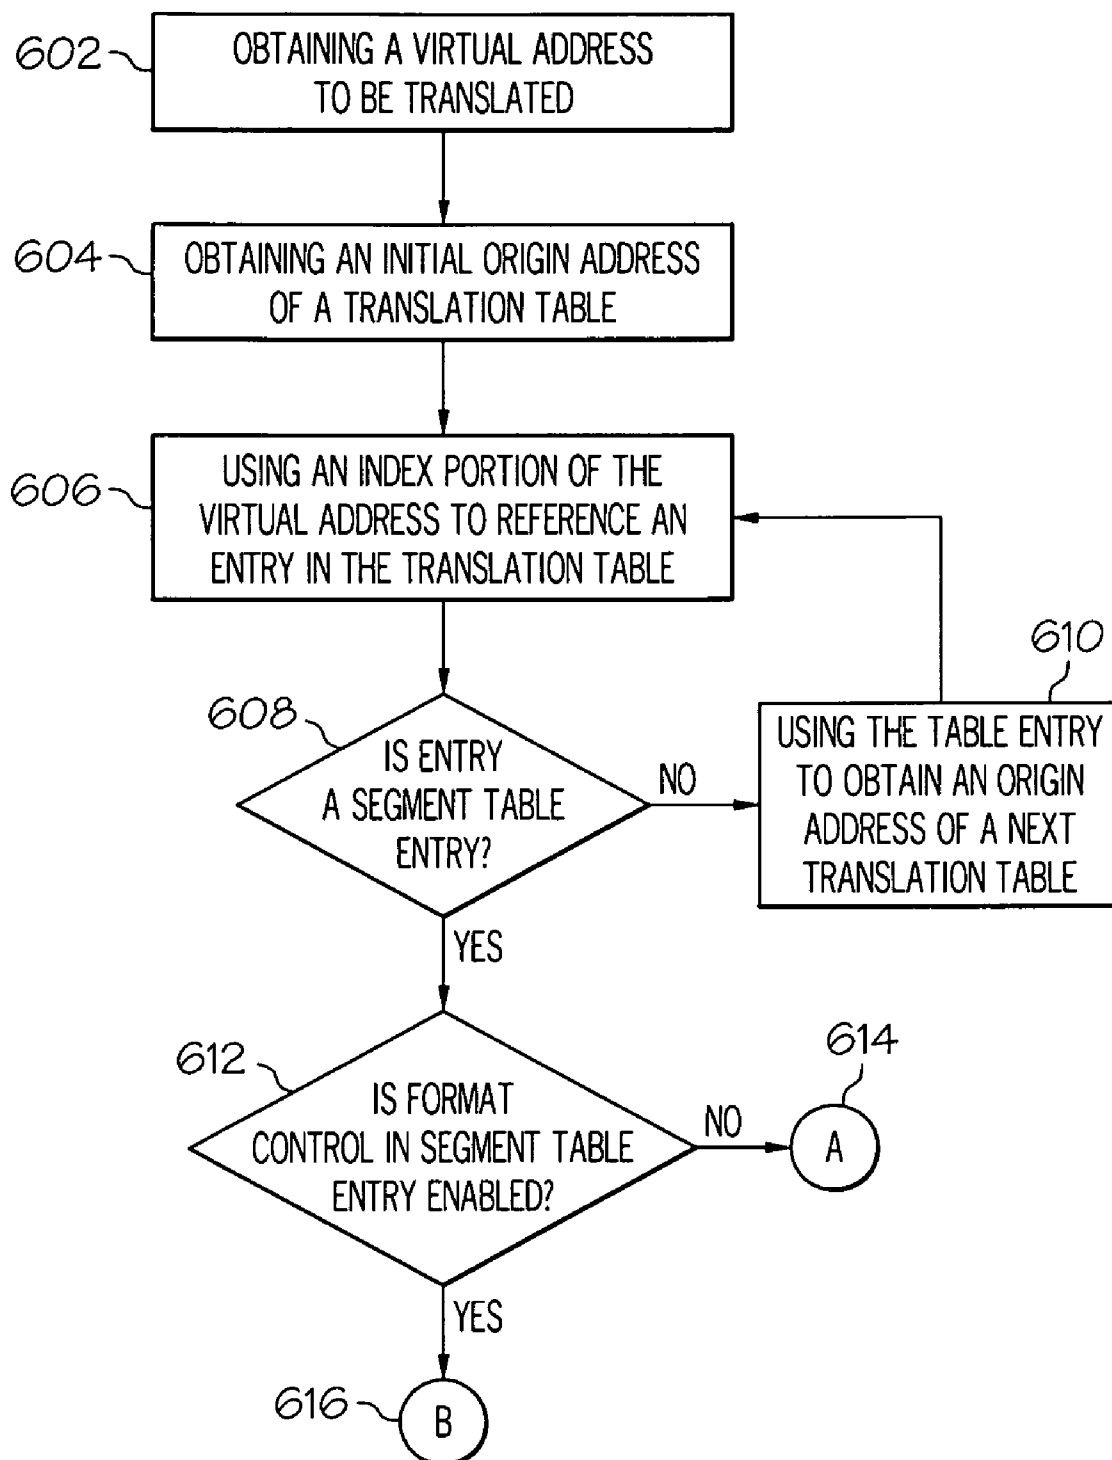 602
OBTAINING A VIRTUAL ADDRESS
TO BE TRANSLATED
604
OBTAINING AN INITIAL ORIGIN ADDRESS
OF A TRANSLATION TABLE
606
USING AN INDEX PORTION OF THE
VIRTUAL ADDRESS TO REFERENCE AN
ENTRY IN THE TRANSLATION TABLE
608
IS ENTRY
A SEGMENT TABLE
ENTRY?
NO
610
USING THE TABLE ENTRY
TO OBTAIN AN ORIGIN
ADDRESS OF A NEXT
TRANSLATION TABLE
YES
612
IS FORMAT
CONTROL IN SEGMENT TABLE
ENTRY ENABLED?
NO
614
A
YES
616
B